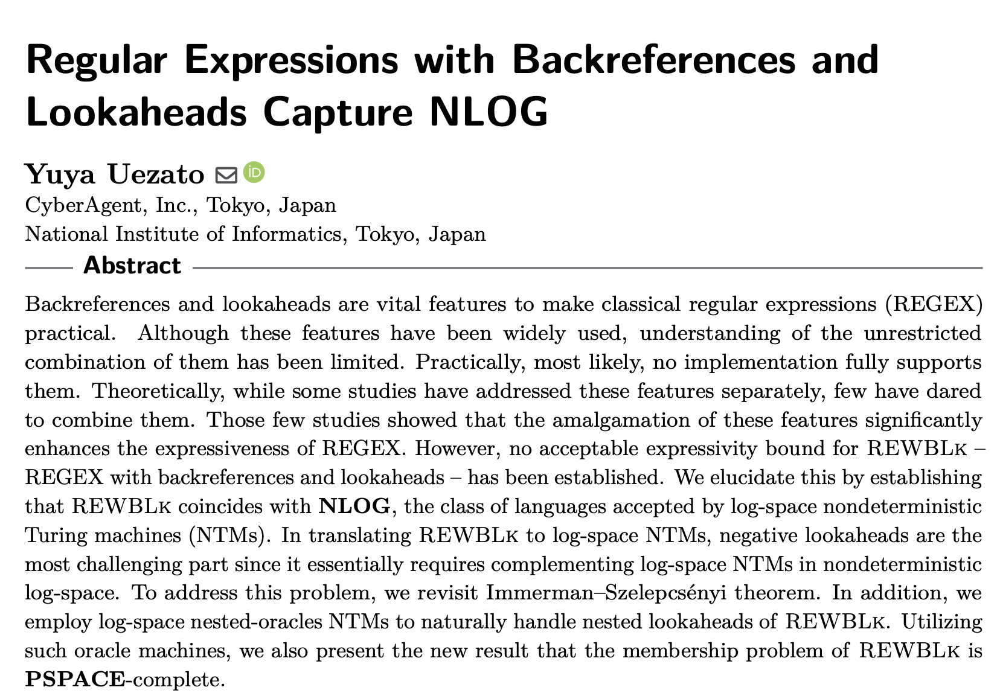 Regular Expressions with Backreferences and
Lookaheads Capture NLOG
Yuya Uezato
iD
CyberAgent, Inc., Tokyo, Japan
National Institute of Informatics, Tokyo, Japan
Abstract
Backreferences and lookaheads are vital features to make classical regular expressions (REGEX)
practical. Although these features have been widely used, understanding of the unrestricted
combination of them has been limited. Practically, most likely, no implementation fully supports
them. Theoretically, while some studies have addressed these features separately, few have dared
to combine them. Those few studies showed that the amalgamation of these features significantly
enhances the expressiveness of REGEX. However, no acceptable expressivity bound for REWBLK –
REGEX with backreferences and lookaheads – has been established. We elucidate this by establishing
that REWBLK coincides with NLOG, the class of languages accepted by log-space nondeterministic
Turing machines (NTMs). In translating REWBLK to log-space NTMs, negative lookaheads are the
most challenging part since it essentially requires complementing log-space NTMs in nondeterministic
log-space. To address this problem, we revisit Immerman–Szelepcsényi theorem. In addition, we
employ log-space nested-oracles NTMs to naturally handle nested lookaheads of REWBLK. Utilizing
such oracle machines, we also present the new result that the membership problem of REWBLK is
PSPACE-complete.